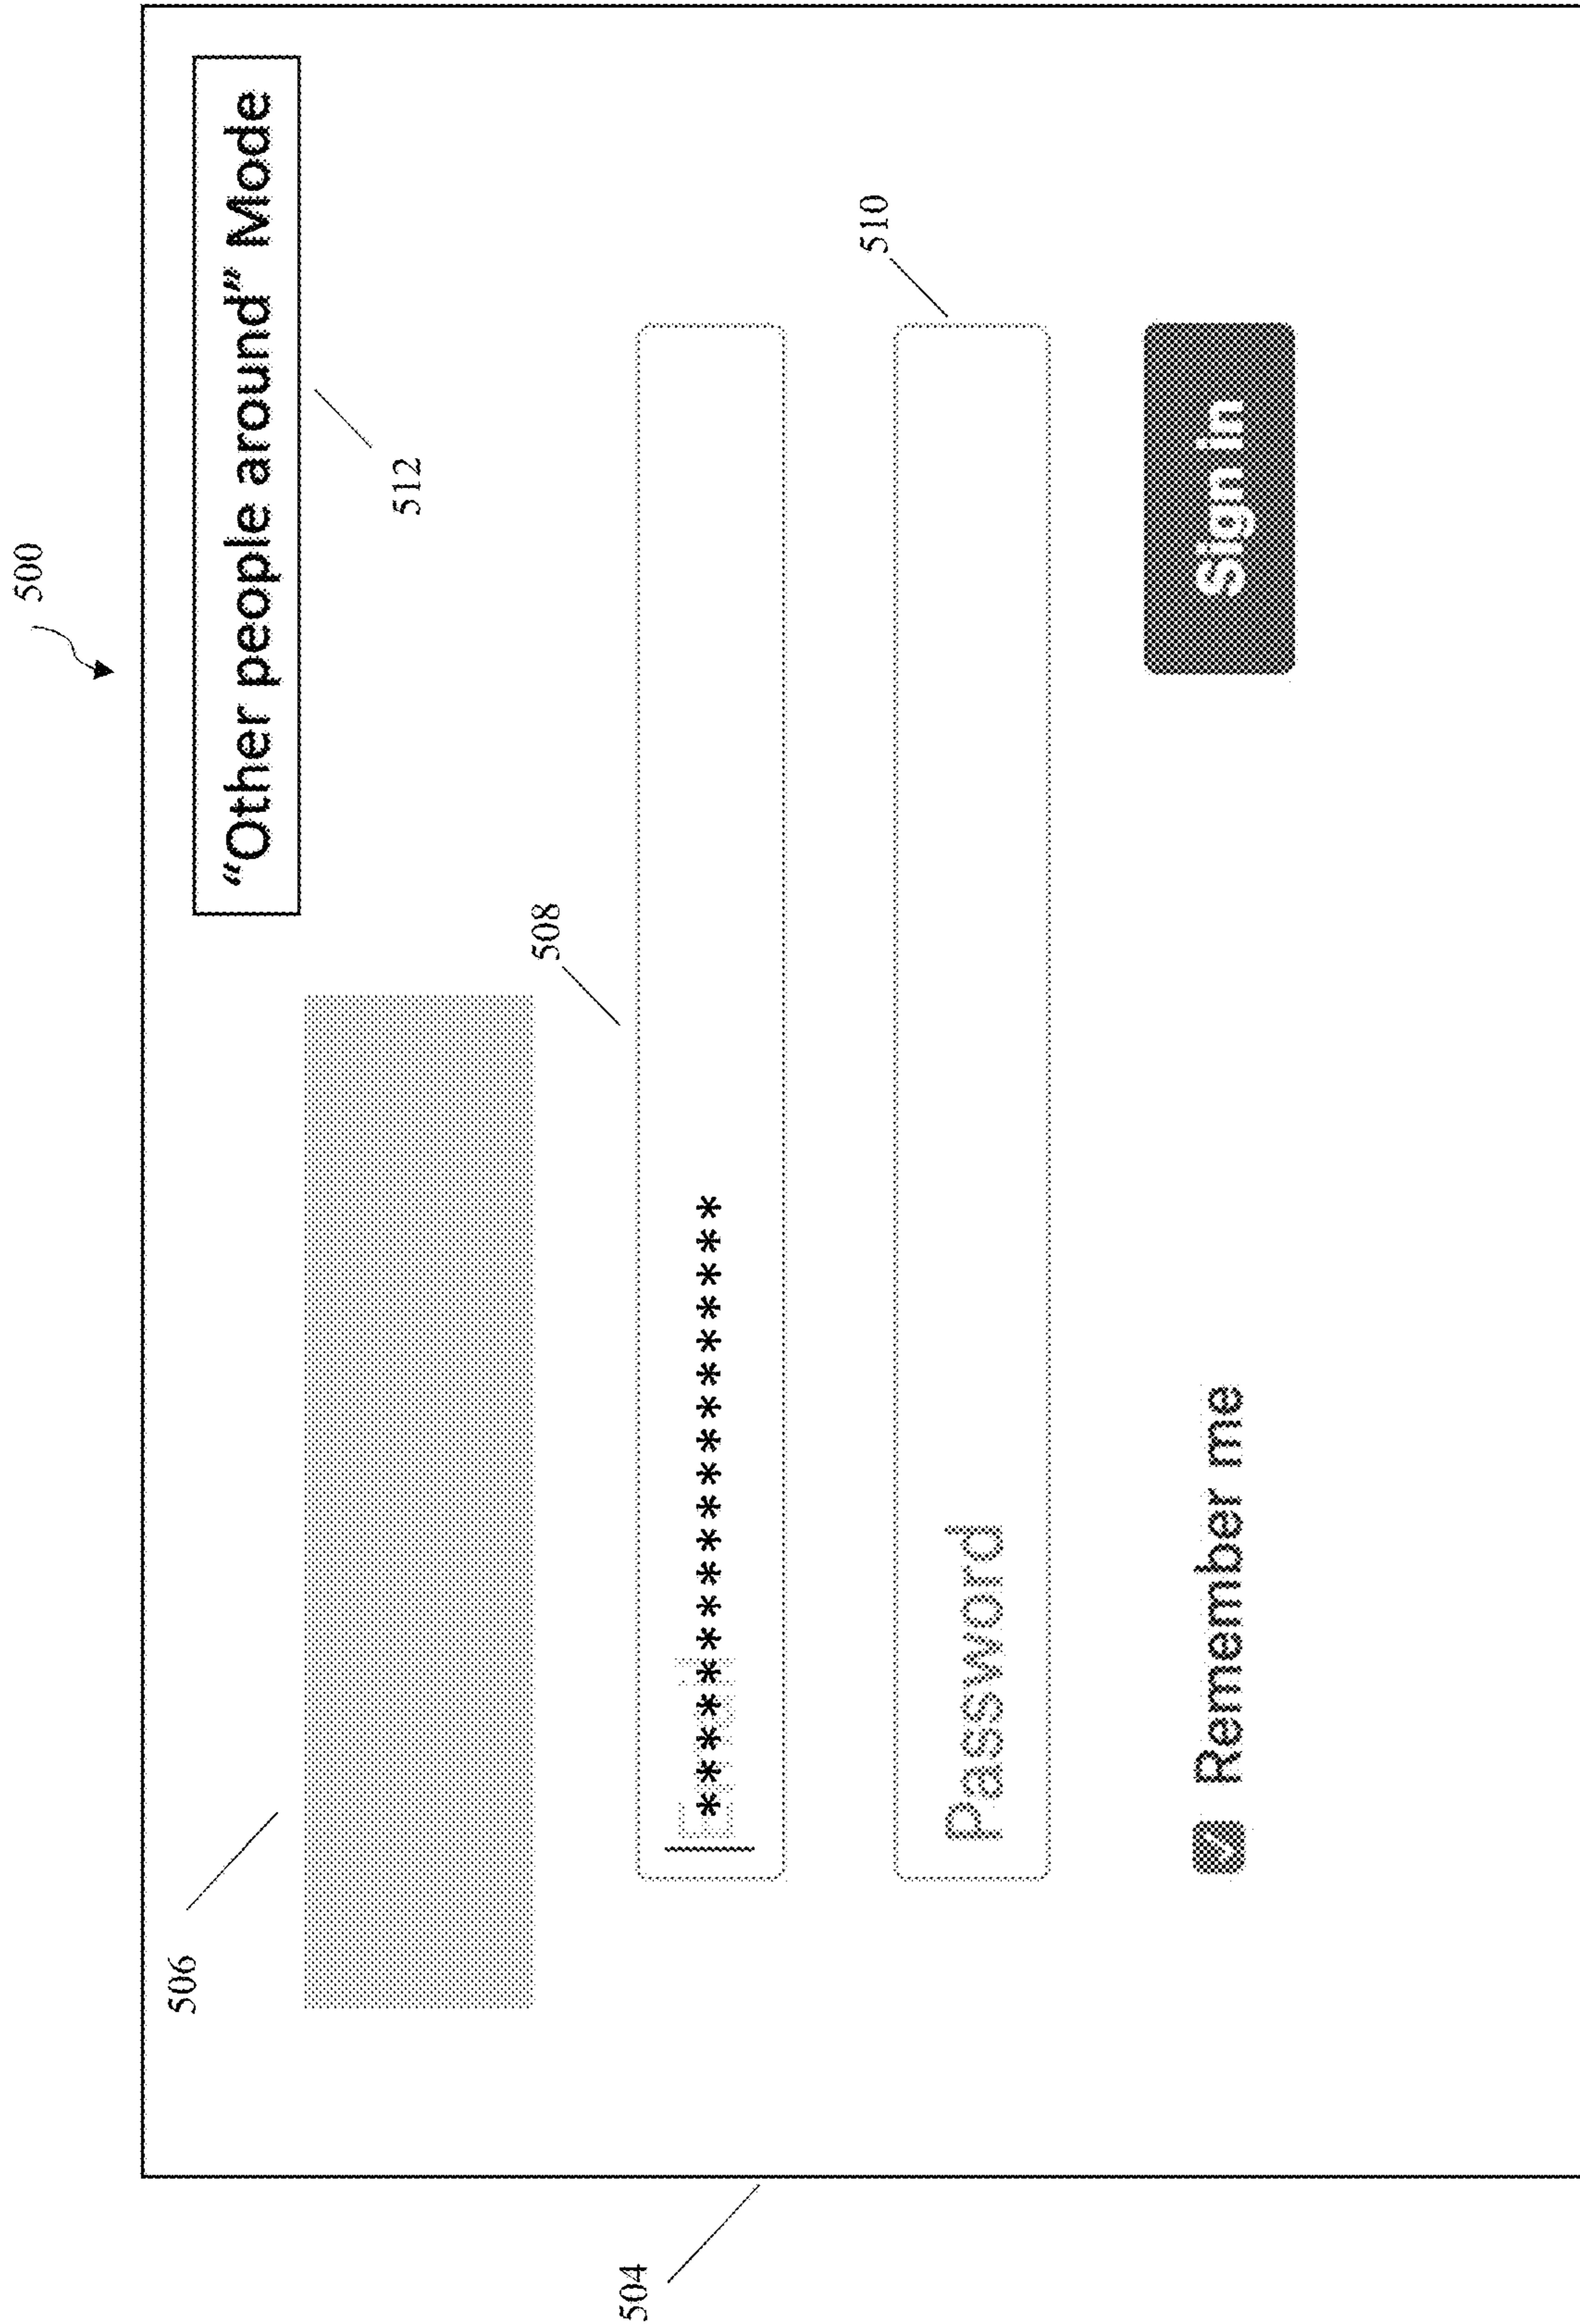 500
506
“Other people around” Mode
512
508
504
*******************
510
Password
Remember me
Sign in